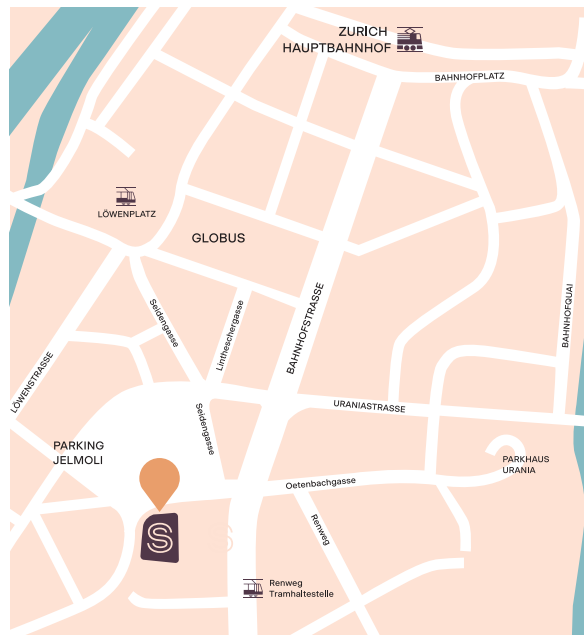 ZURICH
HAUPTBAHNHOF
BAHNHOFPLATZ
LÖWENPLATZ
GLOBUS
BAHNHOFSTRASSE
BAHNHOFQUAI
Seidengasse
Lintheschergasse
LÖWENSTRASSE
URANIASTRASSE
Seidengasse
PARKING
JELMOLI
PARKHAUS
URANIA
Oetenbachgasse
Renweg
S
S
Renweg
Tramhaltestelle